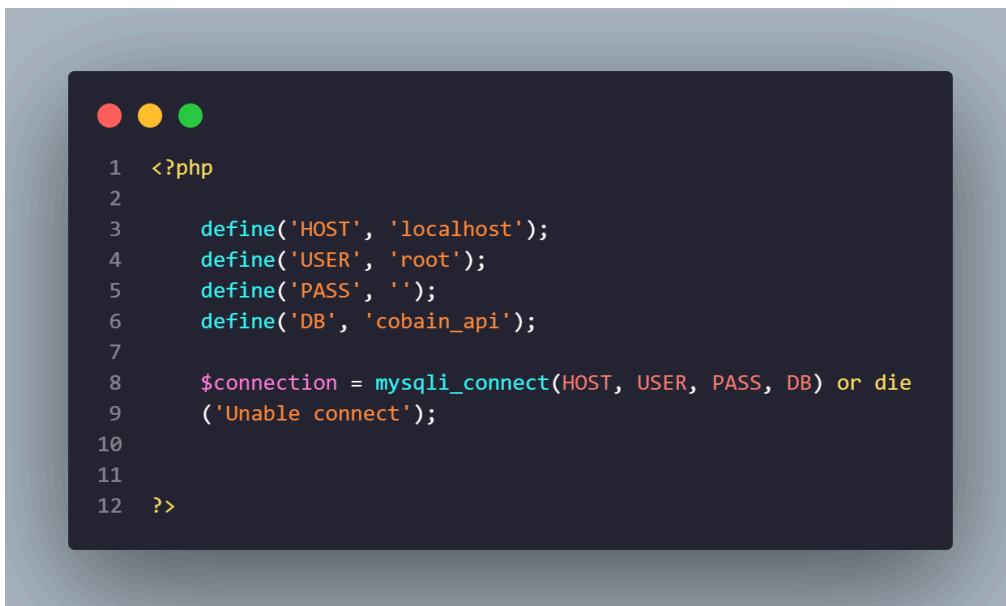 1 <?php
2
3 define('HOST', 'localhost');
4 define('USER', 'root');
5 define('PASS', '');
6 define('DB', 'cobain_api');
7
8 $connection = mysqli_connect(HOST, USER, PASS, DB) or die
9 ('Unable connect');
10
11
12 ?>